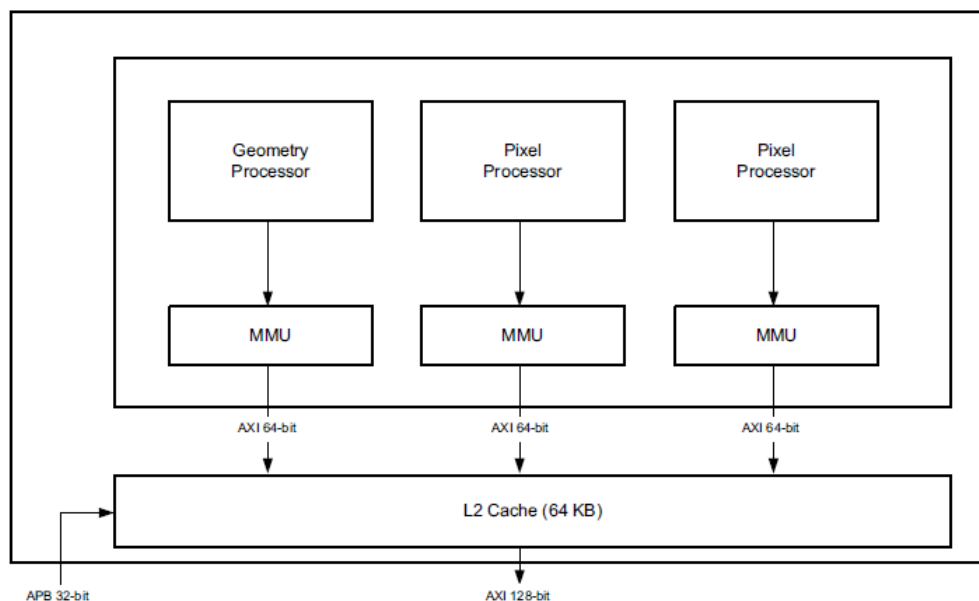 Geometry
Processor
Pixel
Processor
Pixel
Processor
MMU
MMU
MMU
AXI 64-bit
AXI 64-bit
AXI 64-bit
L2 Cache (64 KB)
APB 32-bit
AXI 128-bit